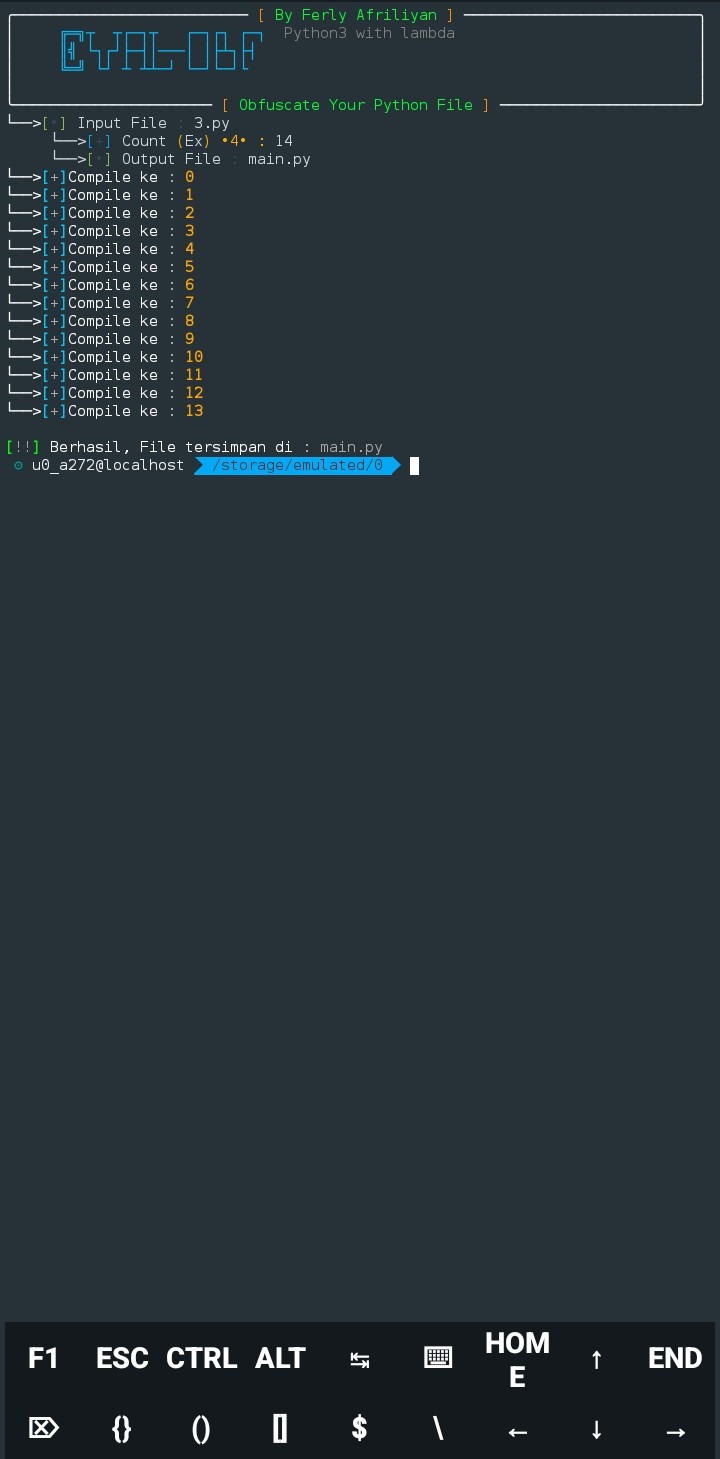 [ By Ferly Afriliyan ]
Python3 with lambda
[ Obfuscate Your Python File ]
└──>[*] Input File : 3.py
└──>[+] Count (Ex) •4• : 14
└──>[*] Output File : main.py
└──>[+]Compile ke : 0
└──>[+]Compile ke : 1
└──>[+]Compile ke : 2
└──>[+]Compile ke : 3
└──>[+]Compile ke : 4
└──>[+]Compile ke : 5
└──>[+]Compile ke : 6
└──>[+]Compile ke : 7
└──>[+]Compile ke : 8
└──>[+]Compile ke : 9
└──>[+]Compile ke : 10
└──>[+]Compile ke : 11
└──>[+]Compile ke : 12
└──>[+]Compile ke : 13
[!!] Berhasil, File tersimpan di : main.py
u0_a272@localhost /storage/emulated/0
F1 ESC CTRL ALT ↹ ⌨ HOME ↑ END
⌦ {} () [] $ \ ← ↓ →